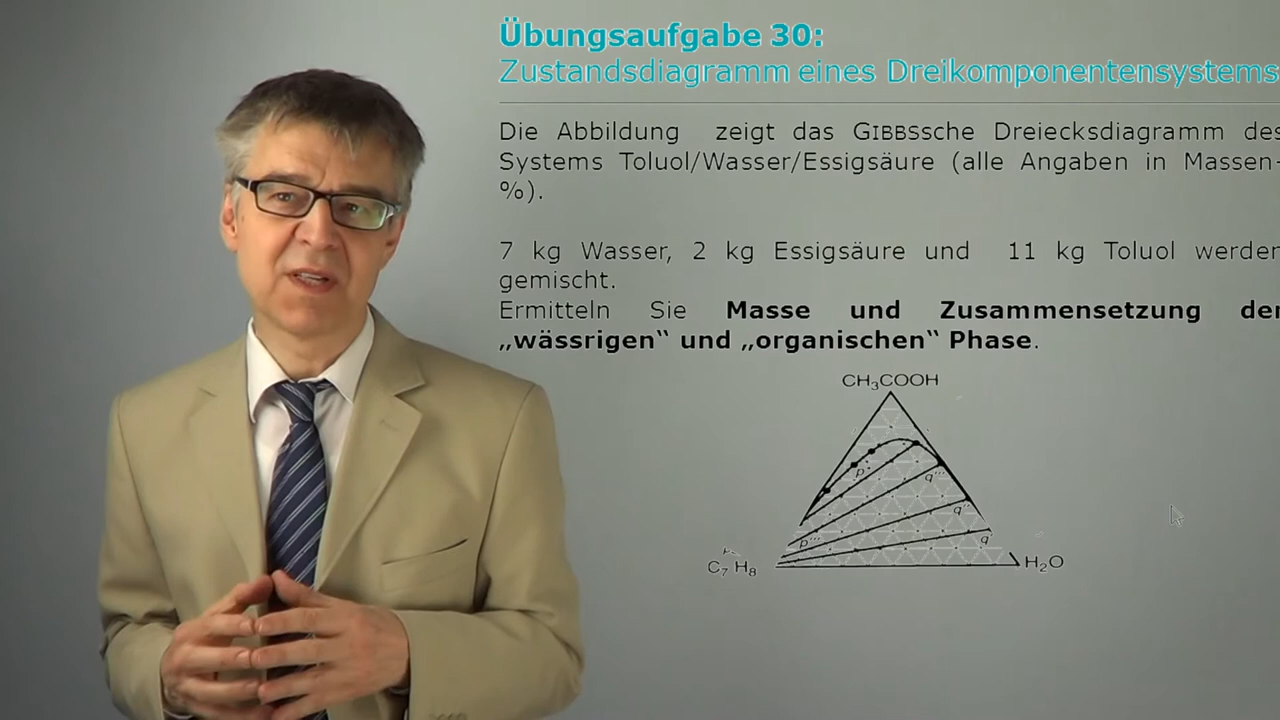 Übungsaufgabe 30:
Zustandsdiagramm eines Dreikomponentensystems
Die Abbildung zeigt das GIBBSsche Dreiecksdiagramm des
Systems Toluol/Wasser/Essigsäure (alle Angaben in Massen-
%).
7 kg Wasser, 2 kg Essigsäure und 11 kg Toluol werden
gemischt.
Ermitteln Sie Masse und Zusammensetzung der
„wässrigen“ und „organischen“ Phase.
CH₃COOH
p'
q'''
q''
p'''
q'
C₇H₈
H₂O